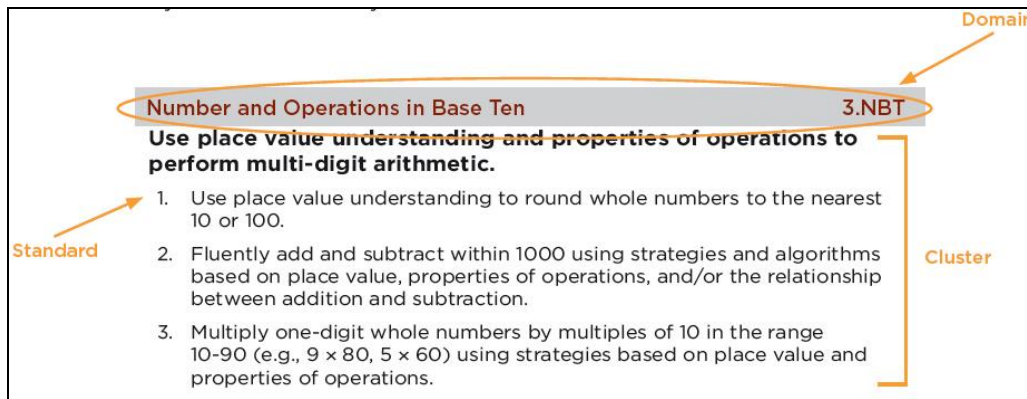 Domain
Number and Operations in Base Ten 3.NBT
Use place value understanding and properties of operations to
perform multi-digit arithmetic.
1. Use place value understanding to round whole numbers to the nearest
10 or 100.
Standard
2. Fluently add and subtract within 1000 using strategies and algorithms
based on place value, properties of operations, and/or the relationship
between addition and subtraction.
Cluster
3. Multiply one-digit whole numbers by multiples of 10 in the range
10-90 (e.g., 9 × 80, 5 × 60) using strategies based on place value and
properties of operations.